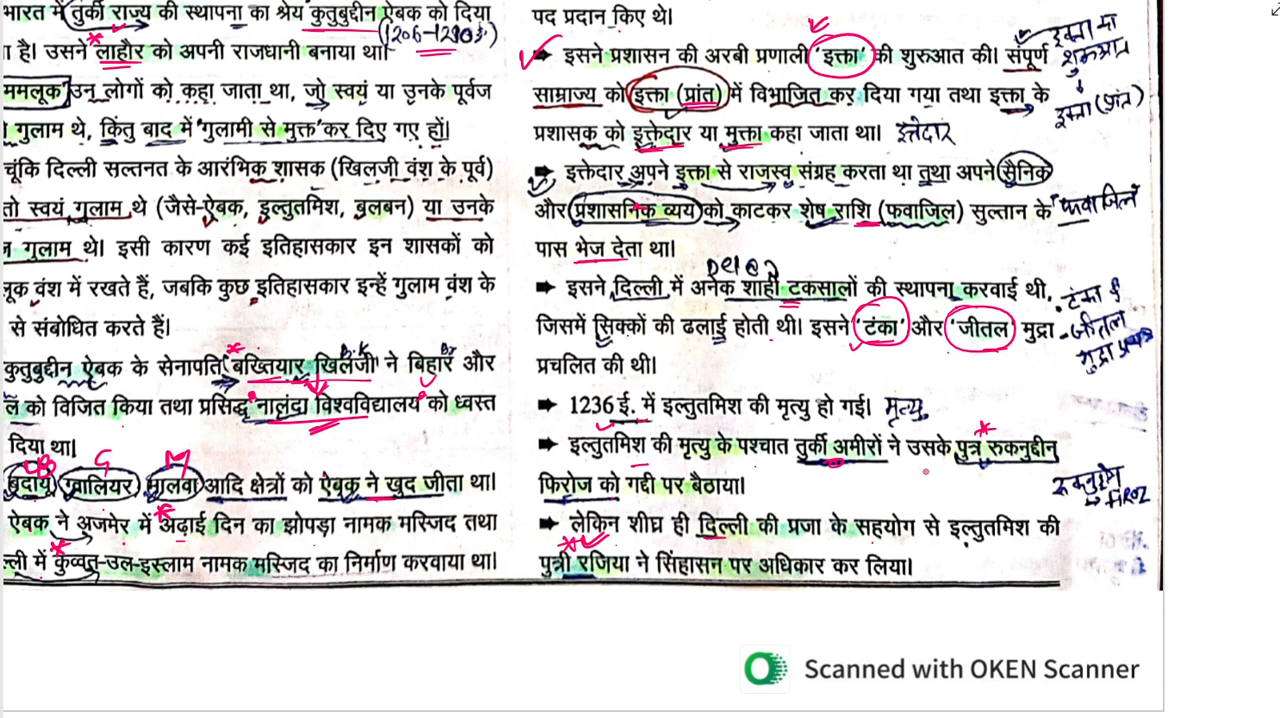 भारत में तुर्की राज्य की स्थापना का श्रेय कुतुबुद्दीन ऐबक को दिया
(1206-1210ई॰)
ा है। उसने लाहौर को अपनी राजधानी बनाया था।
ममलूक उन लोगों को कहा जाता था, जो स्वयं या उनके पूर्वज
गुलाम थे, किंतु बाद में 'गुलामी से मुक्त' कर दिए गए हों।
चूंकि दिल्ली सल्तनत के आरंभिक शासक (खिलजी वंश के पूर्व)
तो स्वयं गुलाम थे (जैसे-ऐबक, इल्तुतमिश, बलबन) या उनके
ज गुलाम थे। इसी कारण कई इतिहासकार इन शासकों को
लूक वंश में रखते हैं, जबकि कुछ इतिहासकार इन्हें गुलाम वंश के
से संबोधित करते हैं।
B.K Br
कुतुबुद्दीन ऐबक के सेनापति 'बख्तियार खिलजी' ने बिहार और
ल को विजित किया तथा प्रसिद्ध 'नालंदा विश्वविद्यालय' को ध्वस्त
दिया था।
G M
बुदायूं, ग्वालियर, मालवा आदि क्षेत्रों को ऐबक ने खुद जीता था।
ऐबक ने अजमेर में अढ़ाई दिन का झोपड़ा नामक मस्जिद तथा
ल्ली में कुव्वत-उल-इस्लाम नामक मस्जिद का निर्माण करवाया था।
पद प्रदान किए थे।
➡ इसने प्रशासन की अरबी प्रणाली 'इक्ता' की शुरुआत की। संपूर्ण
साम्राज्य को इक्ता (प्रांत) में विभाजित कर दिया गया तथा इक्ता के
प्रशासक को इक्तेदार या मुक्ता कहा जाता था।
➡ इक्तेदार अपने इक्ता से राजस्व संग्रह करता था तथा अपने सैनिक
और प्रशासनिक व्यय को काटकर शेष राशि (फवाजिल) सुल्तान के
पास भेज देता था।
➡ इसने दिल्ली में अनेक शाही टकसालों की स्थापना करवाई थी,
जिसमें सिक्कों की ढलाई होती थी। इसने 'टंका' और 'जीतल' मुद्रा
प्रचलित की थी।
➡ 1236 ई. में इल्तुतमिश की मृत्यु हो गई। मृत्यु
➡ इल्तुतमिश की मृत्यु के पश्चात तुर्की अमीरों ने उसके पुत्र रुकनुद्दीन
फिरोज को गद्दी पर बैठाया।
➡ लेकिन शीघ्र ही दिल्ली की प्रजा के सहयोग से इल्तुतमिश की
पुत्री रजिया ने सिंहासन पर अधिकार कर लिया।
शुरुआत
इक्ता (प्रांत)
टंका
जीतल
Scanned with OKEN Scanner